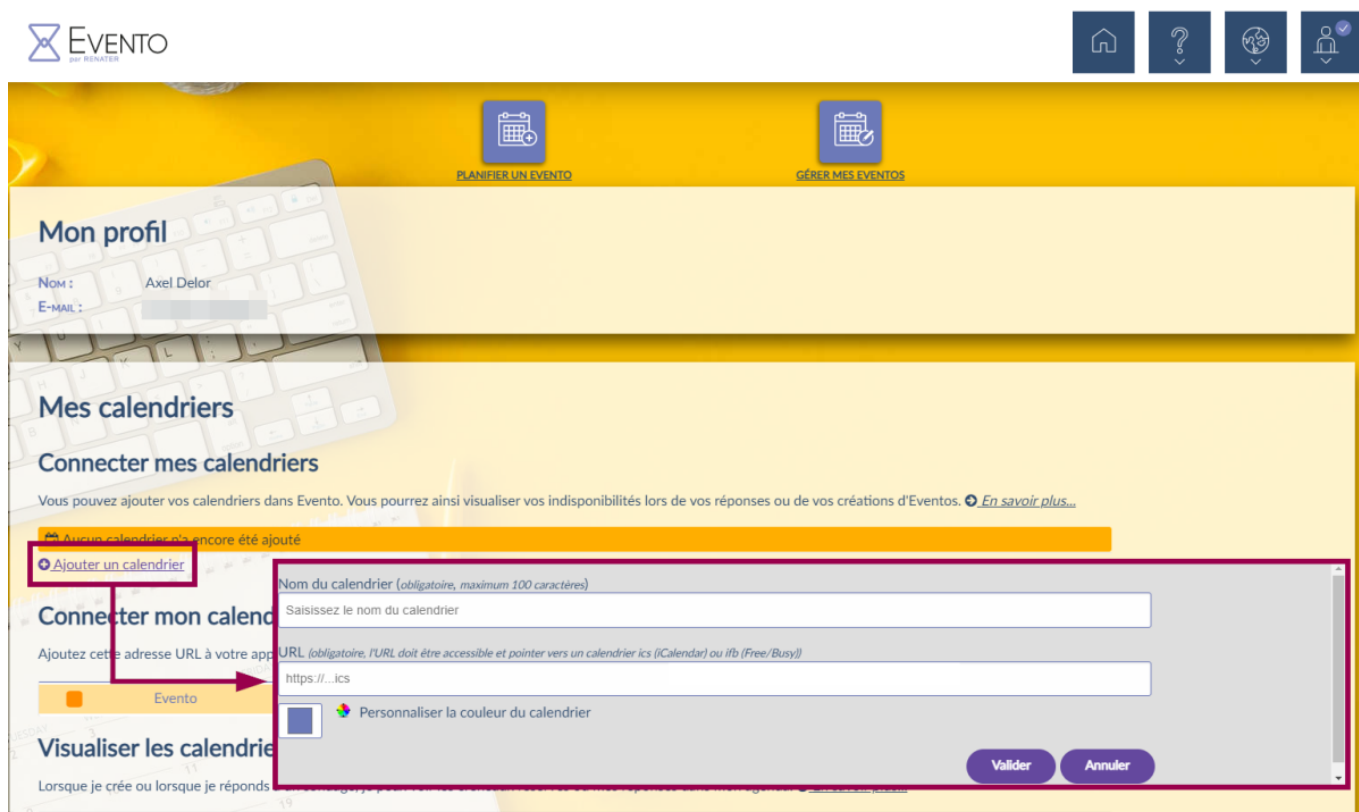 EVENTO
par RENATER
PLANIFIER UN EVENTO
GÉRER MES EVENTOS
Mon profil
NOM : Axel Delor
E-MAIL :
Mes calendriers
Connecter mes calendriers
Vous pouvez ajouter vos calendriers dans Evento. Vous pourrez ainsi visualiser vos indisponibilités lors de vos réponses ou de vos créations d'Eventos. En savoir plus...
Aucun calendrier n'a encore été ajouté
Ajouter un calendrier
Nom du calendrier (obligatoire, maximum 100 caractères)
Saisissez le nom du calendrier
Connecter mon calend
Ajoutez cette adresse URL à votre app
URL (obligatoire, l'URL doit être accessible et pointer vers un calendrier ics (iCalendar) ou ifb (Free/Busy))
https://...ics
Evento
Personnaliser la couleur du calendrier
Valider Annuler
Visualiser les calendrie
Lorsque je crée ou lorsque je réponds